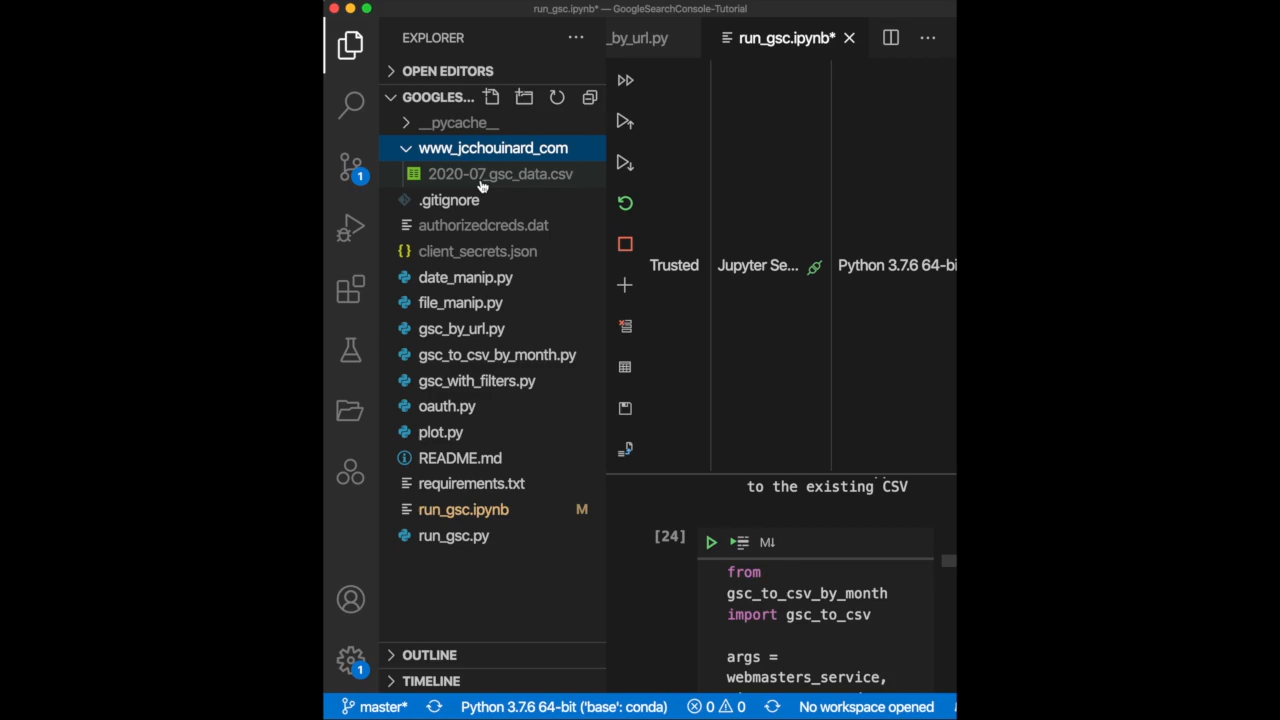 run_gsc.ipynb* — GoogleSearchConsole-Tutorial
EXPLORER
_by_url.py
run_gsc.ipynb*
OPEN EDITORS
GOOGLES...
__pycache__
www_jcchouinard_com
2020-07_gsc_data.csv
.gitignore
authorizedcreds.dat
client_secrets.json
date_manip.py
file_manip.py
gsc_by_url.py
gsc_to_csv_by_month.py
gsc_with_filters.py
oauth.py
plot.py
README.md
requirements.txt
run_gsc.ipynb M
run_gsc.py
OUTLINE
TIMELINE
1
1
Trusted
Jupyter Se...
Python 3.7.6 64-bi
to the existing CSV
[24]
M↓
from
gsc_to_csv_by_month
import gsc_to_csv
args =
webmasters_service,
master*
Python 3.7.6 64-bit ('base': conda)
0
0
No workspace opened